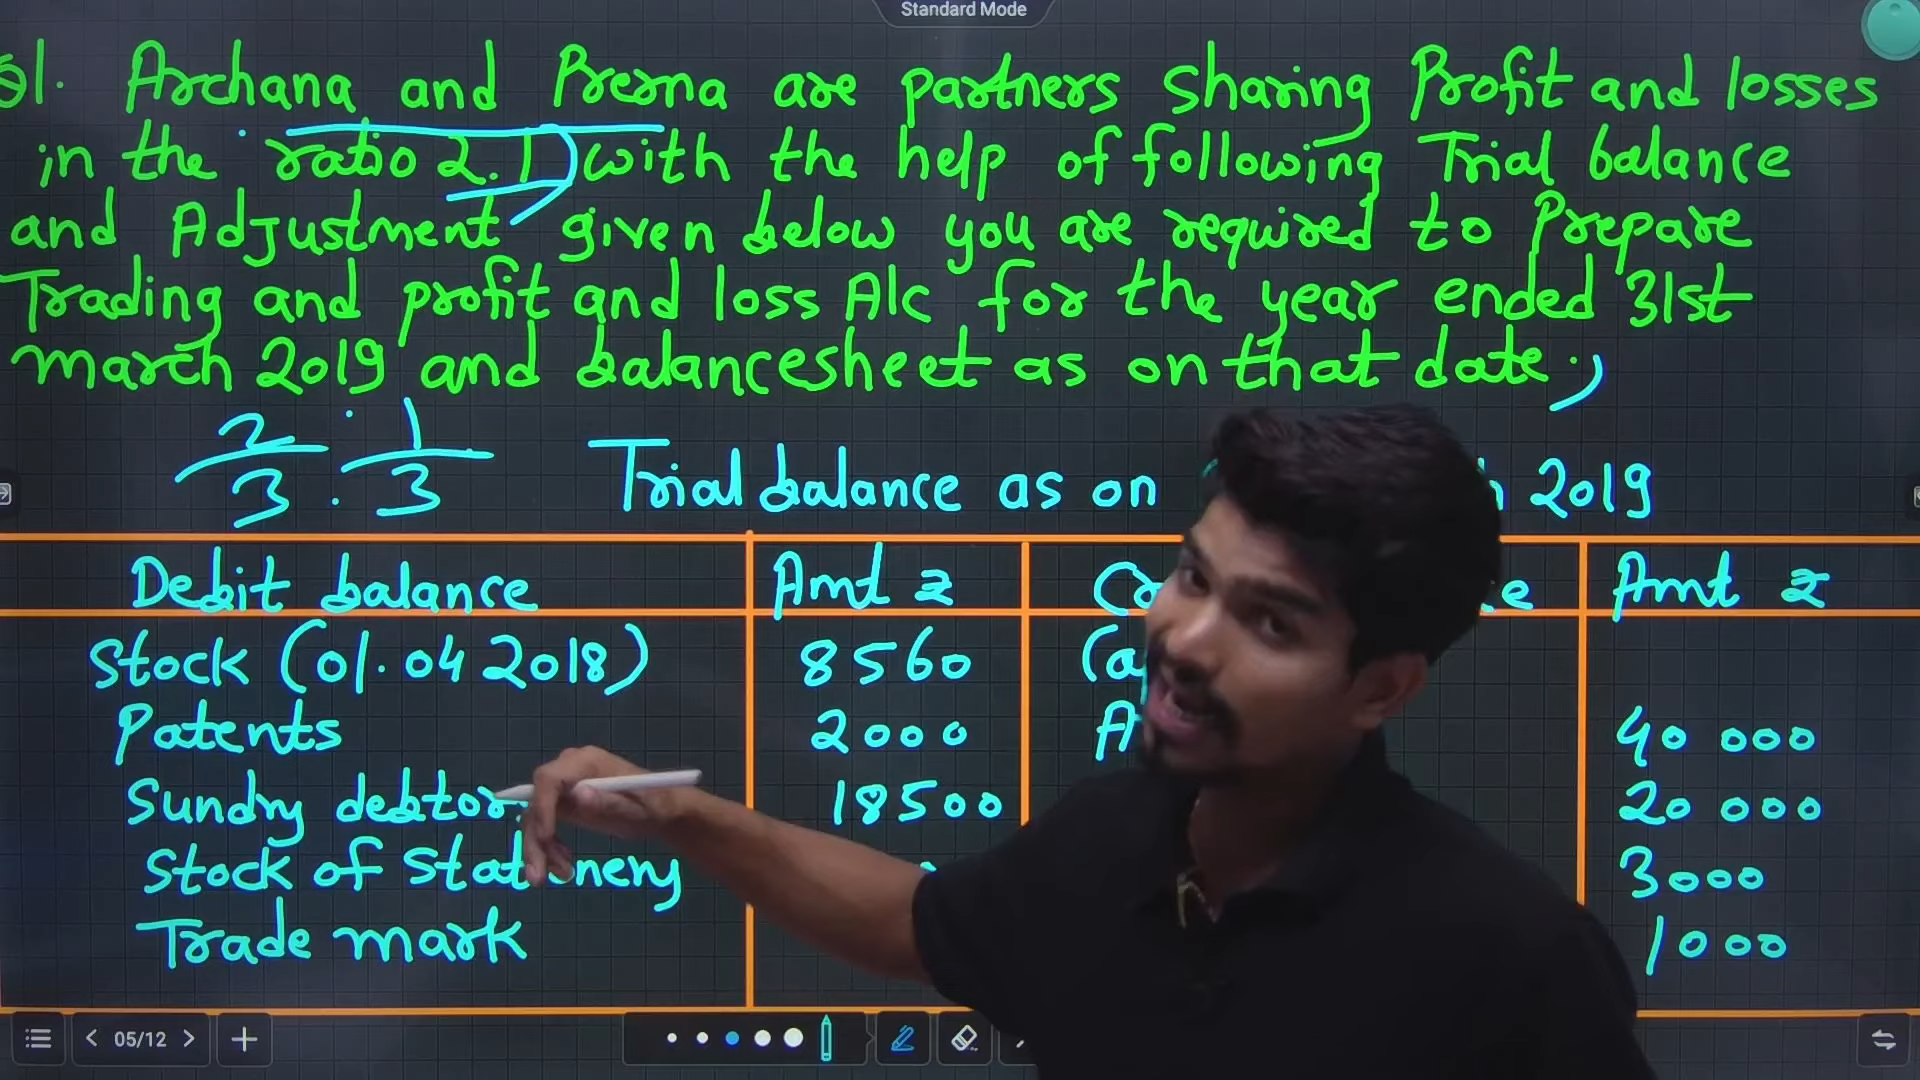 Standard Mode
Q1. Archana and Prerna are partners sharing Profit and losses
in the ratio 2.1 with the help of following Trial balance
and Adjustment given below you are required to Prepare
Trading and profit and loss A/c for the year ended 31st
march 2019 and balancesheet as on that date.
2/3 : 1/3 Trial balance as on 2019
Debit balance Amt ₹ Amt ₹
Stock (01.04 2018) 8560
Patents 2000 40 000
Sundry debtor 18500 20 000
Stock of Stationery 3000
Trade mark 1000
05/12